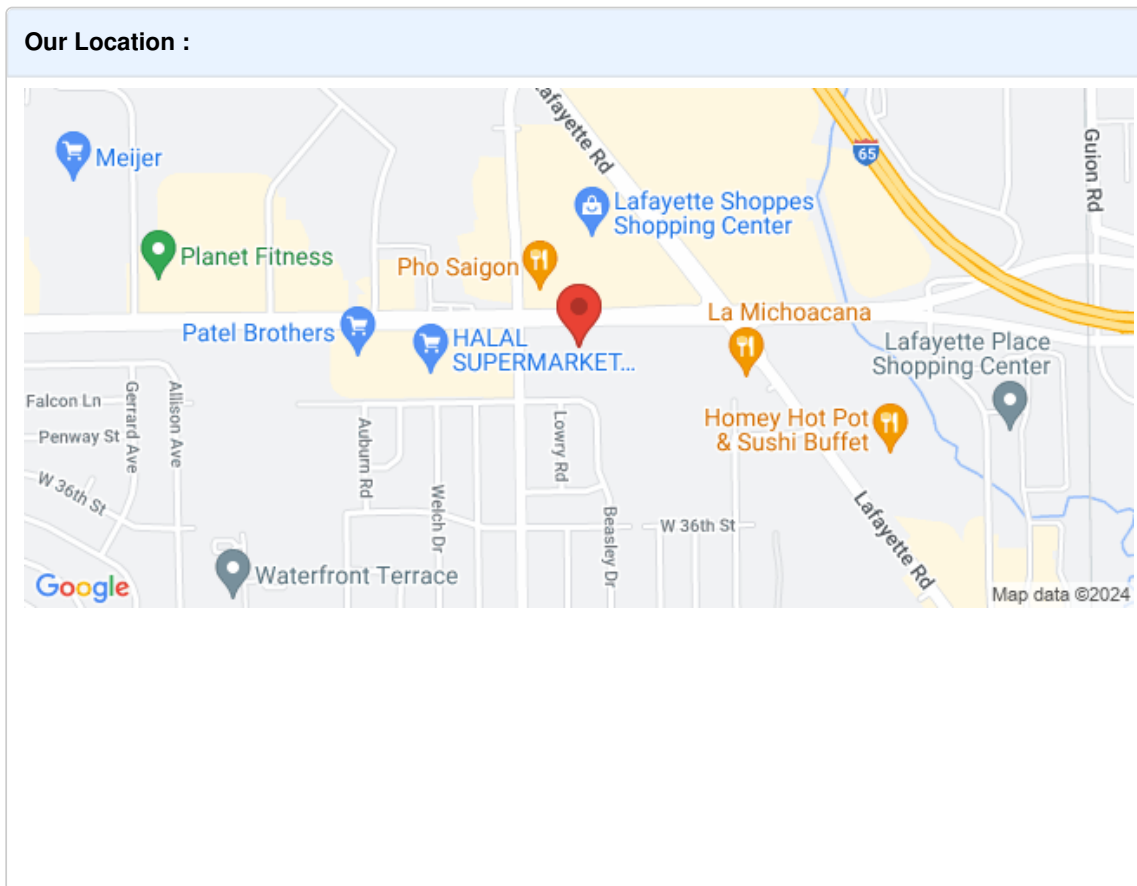 Our Location :
Lafayette Rd
65
Guion Rd
Meijer
Lafayette Shoppes
Shopping Center
Planet Fitness
Pho Saigon
La Michoacana
Patel Brothers
HALAL
SUPERMARKET...
Lafayette Place
Shopping Center
Falcon Ln
Gerrard Ave
Allison Ave
Penway St
Auburn Rd
Lowry Rd
Homey Hot Pot
& Sushi Buffet
W 36th St
Welch Dr
Beasley Dr
W 36th St
Lafayette Rd
Waterfront Terrace
Google
Map data ©2024